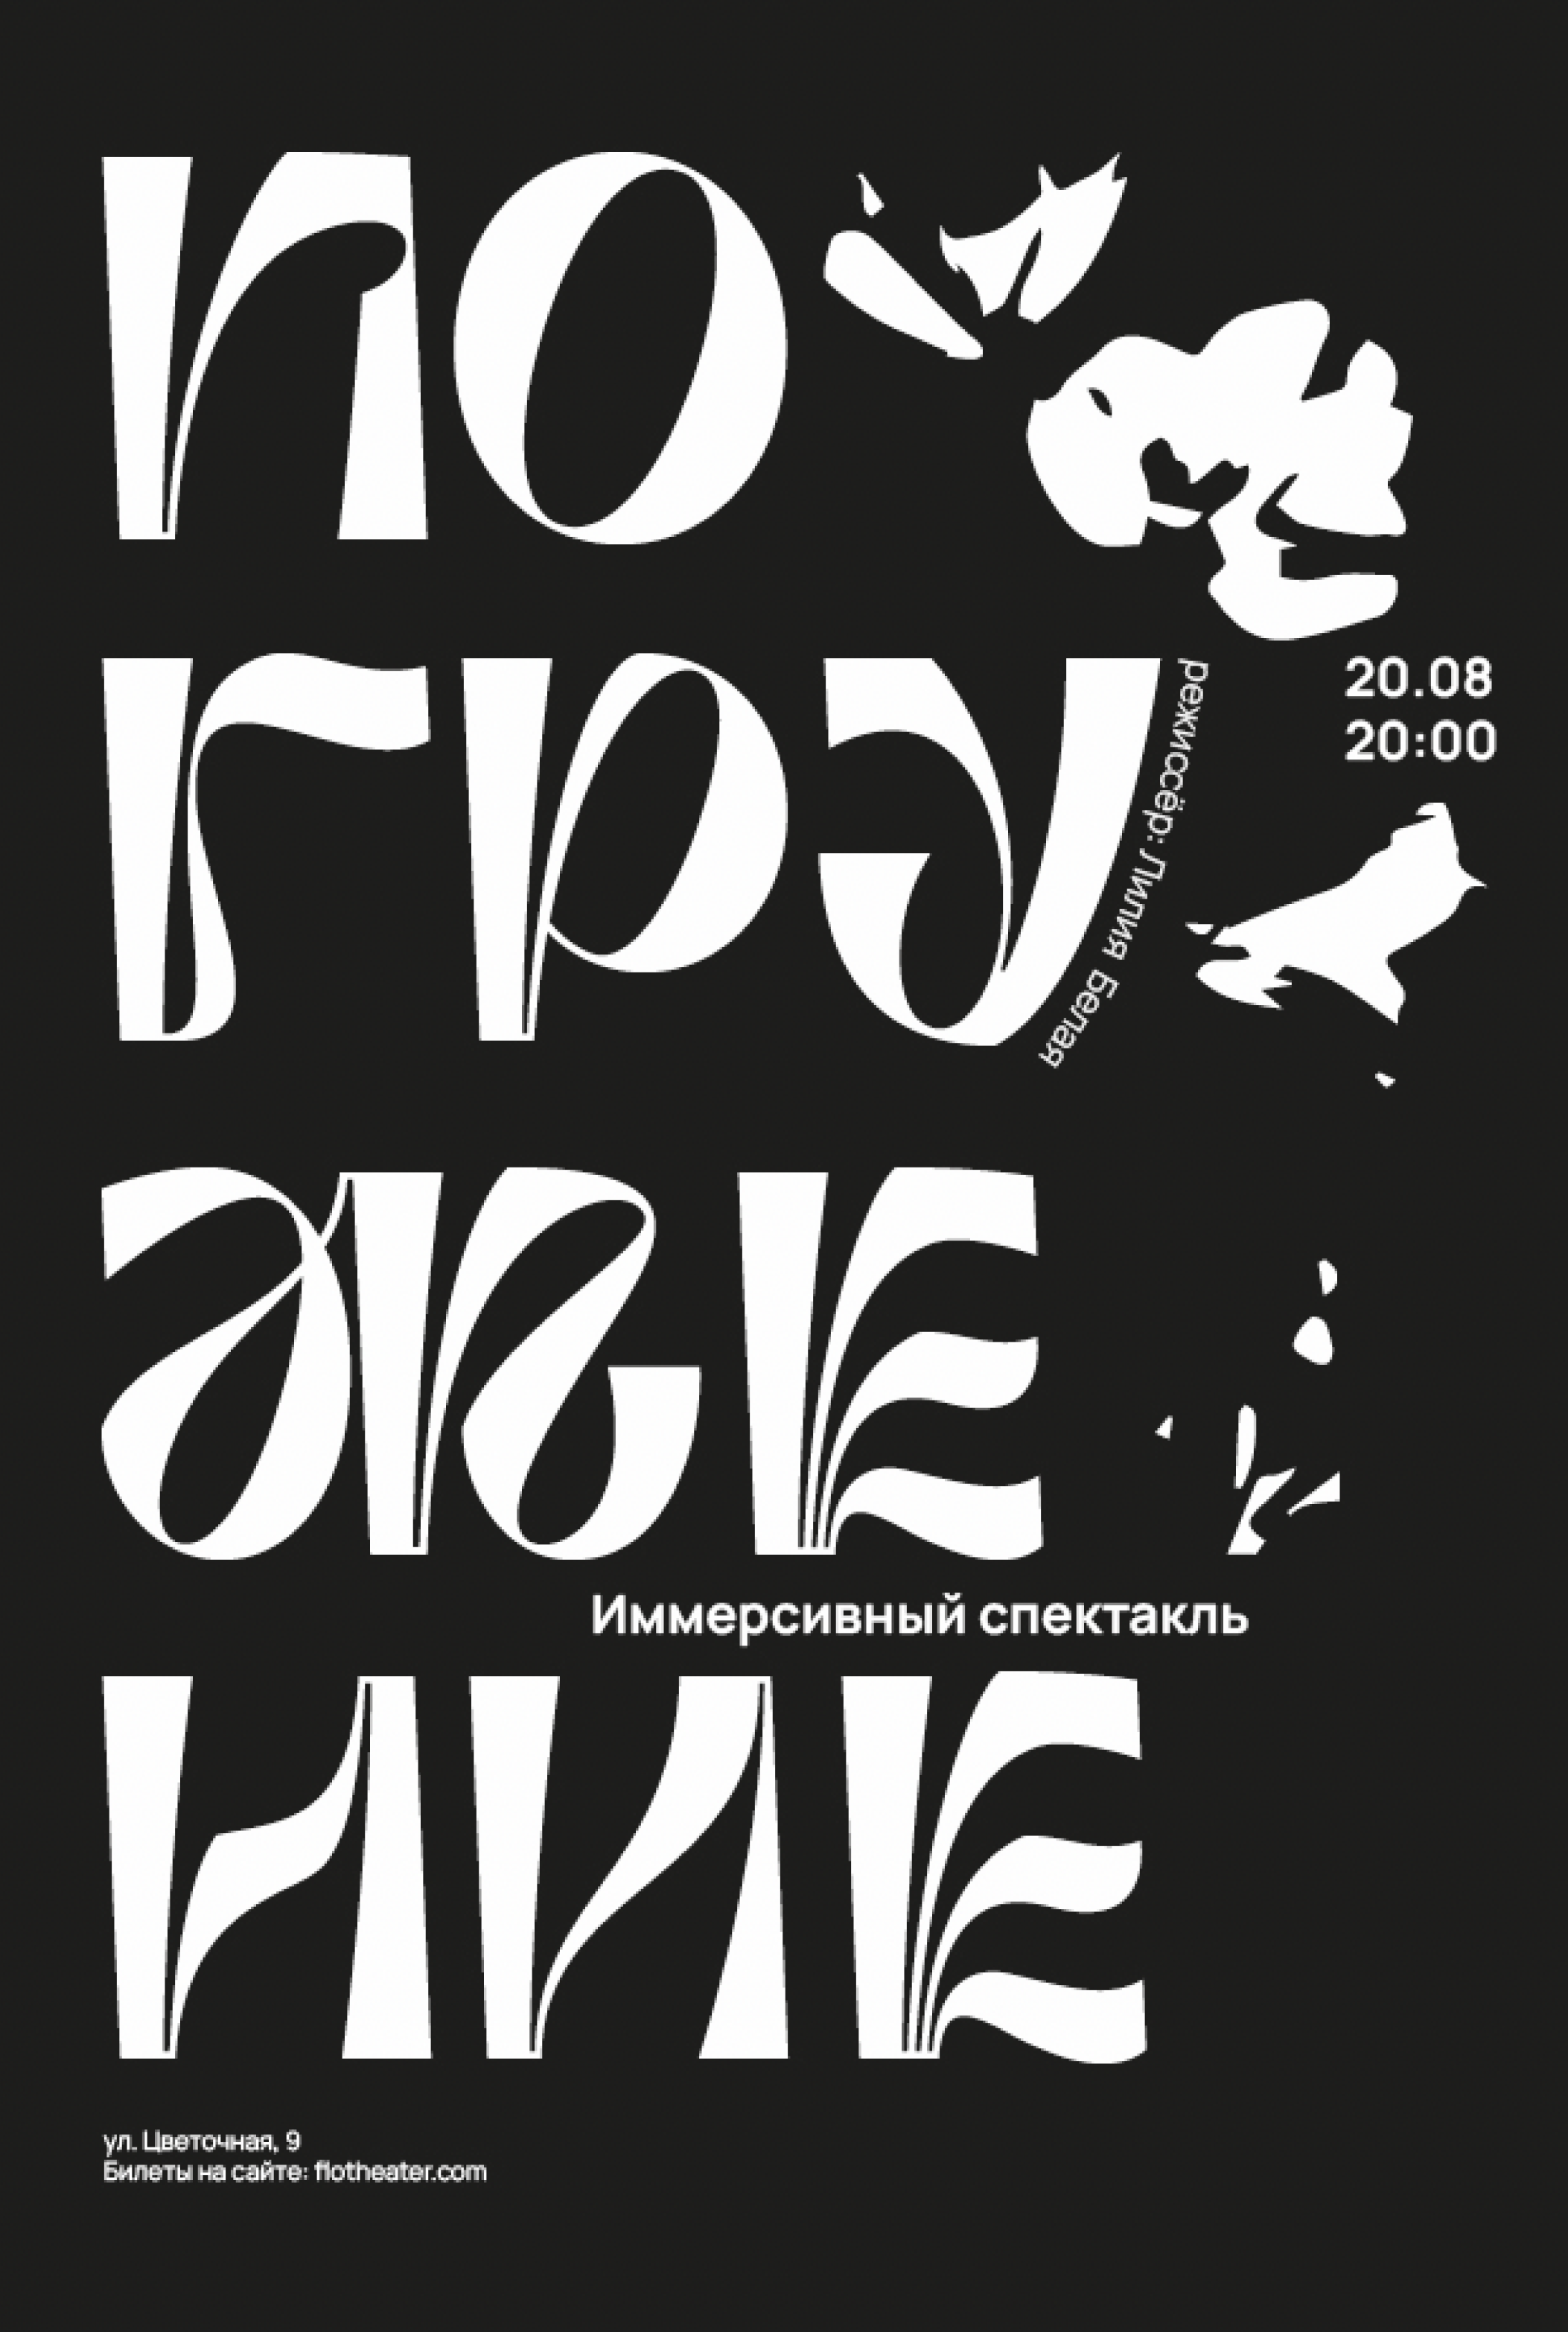 ПО
ГРУ
режиссёр: Лилия Белая
20.08
20:00
ЖЕ
Иммерсивный спектакль
НИЕ
ул. Цветочная, 9
Билеты на сайте: flotheater.com